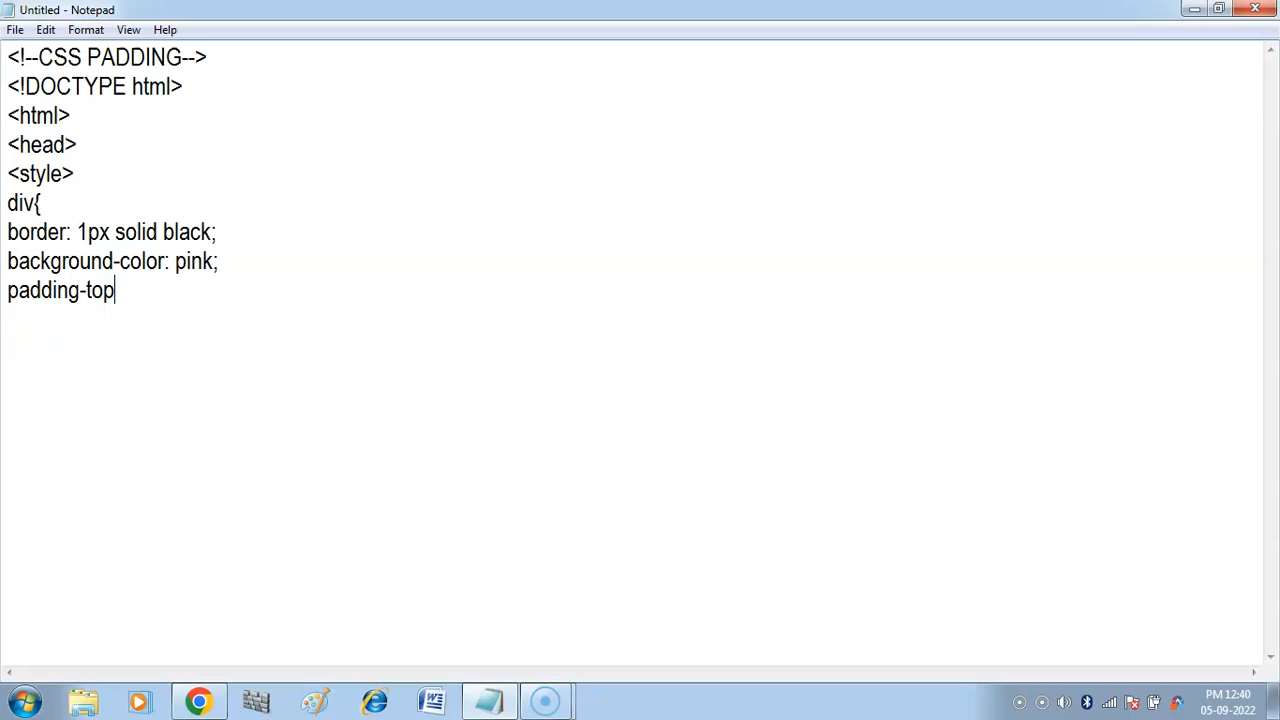 Untitled - Notepad
File Edit Format View Help
<!--CSS PADDING-->
<!DOCTYPE html>
<html>
<head>
<style>
div{
border: 1px solid black;
background-color: pink;
padding-top
PM 12:40
05-09-2022